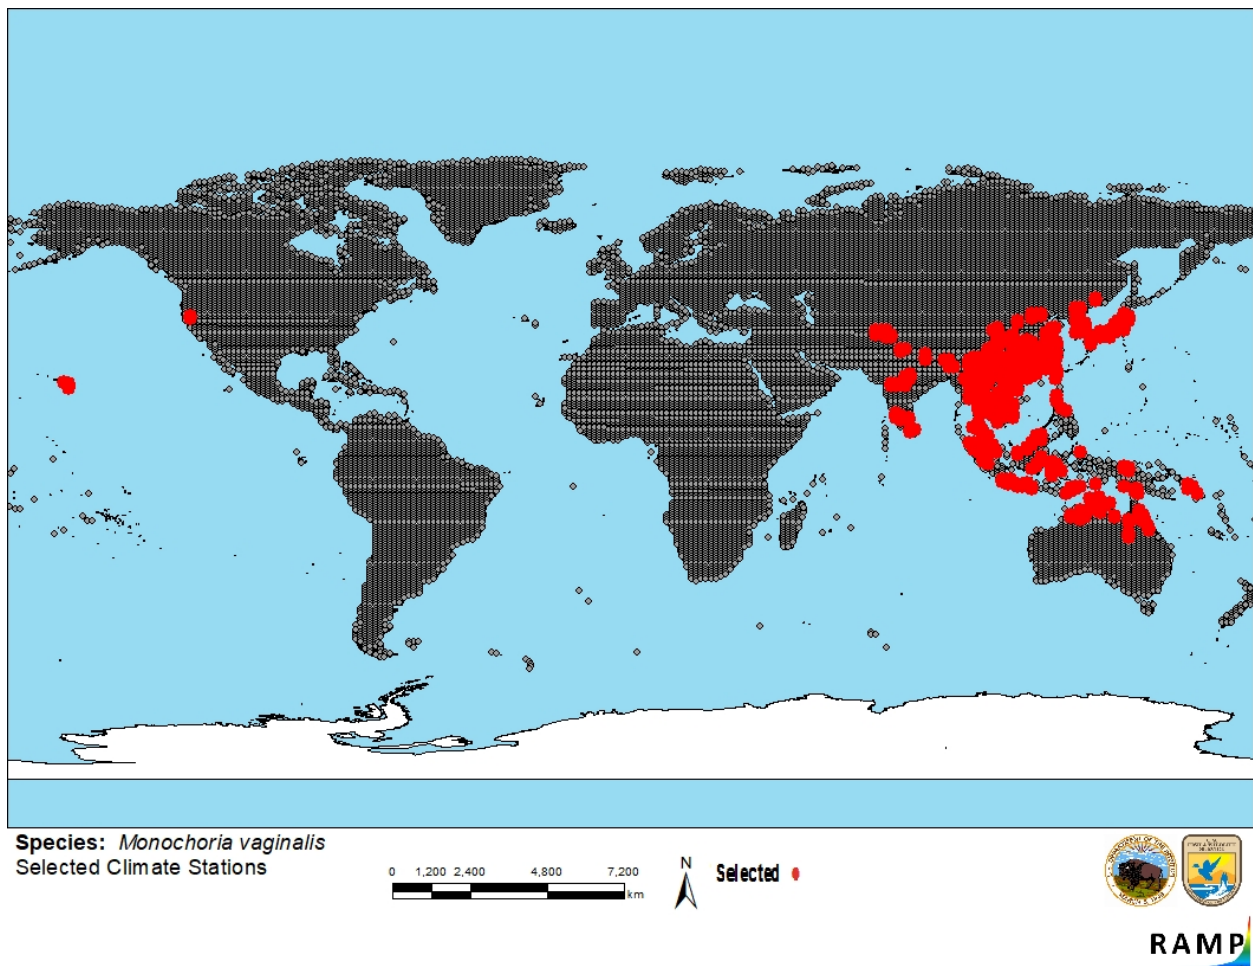 Species: Monochoria vaginalis
Selected Climate Stations
0 1,200 2,400 4,800 7,200
km
N
Selected
RAMP